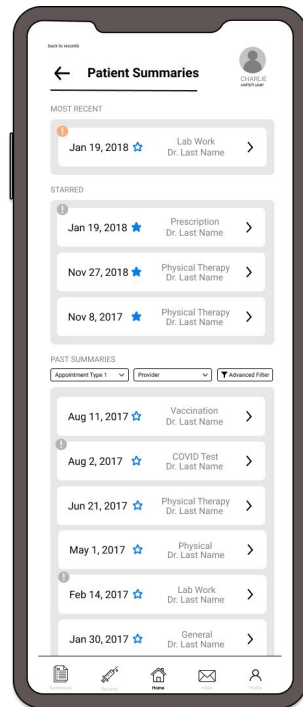 back to records
Patient Summaries
CHARLIE
switch user
MOST RECENT
Jan 19, 2018 Lab Work
Dr. Last Name
STARRED
Jan 19, 2018 Prescription
Dr. Last Name
Nov 27, 2018 Physical Therapy
Dr. Last Name
Nov 8, 2017 Physical Therapy
Dr. Last Name
PAST SUMMARIES
Appointment Type 1 Provider Advanced Filter
Aug 11, 2017 Vaccination
Dr. Last Name
Aug 2, 2017 COVID Test
Dr. Last Name
Jun 21, 2017 Physical Therapy
Dr. Last Name
May 1, 2017 Physical
Dr. Last Name
Feb 14, 2017 Lab Work
Dr. Last Name
Jan 30, 2017 General
Dr. Last Name
Summaries Records Home Profile